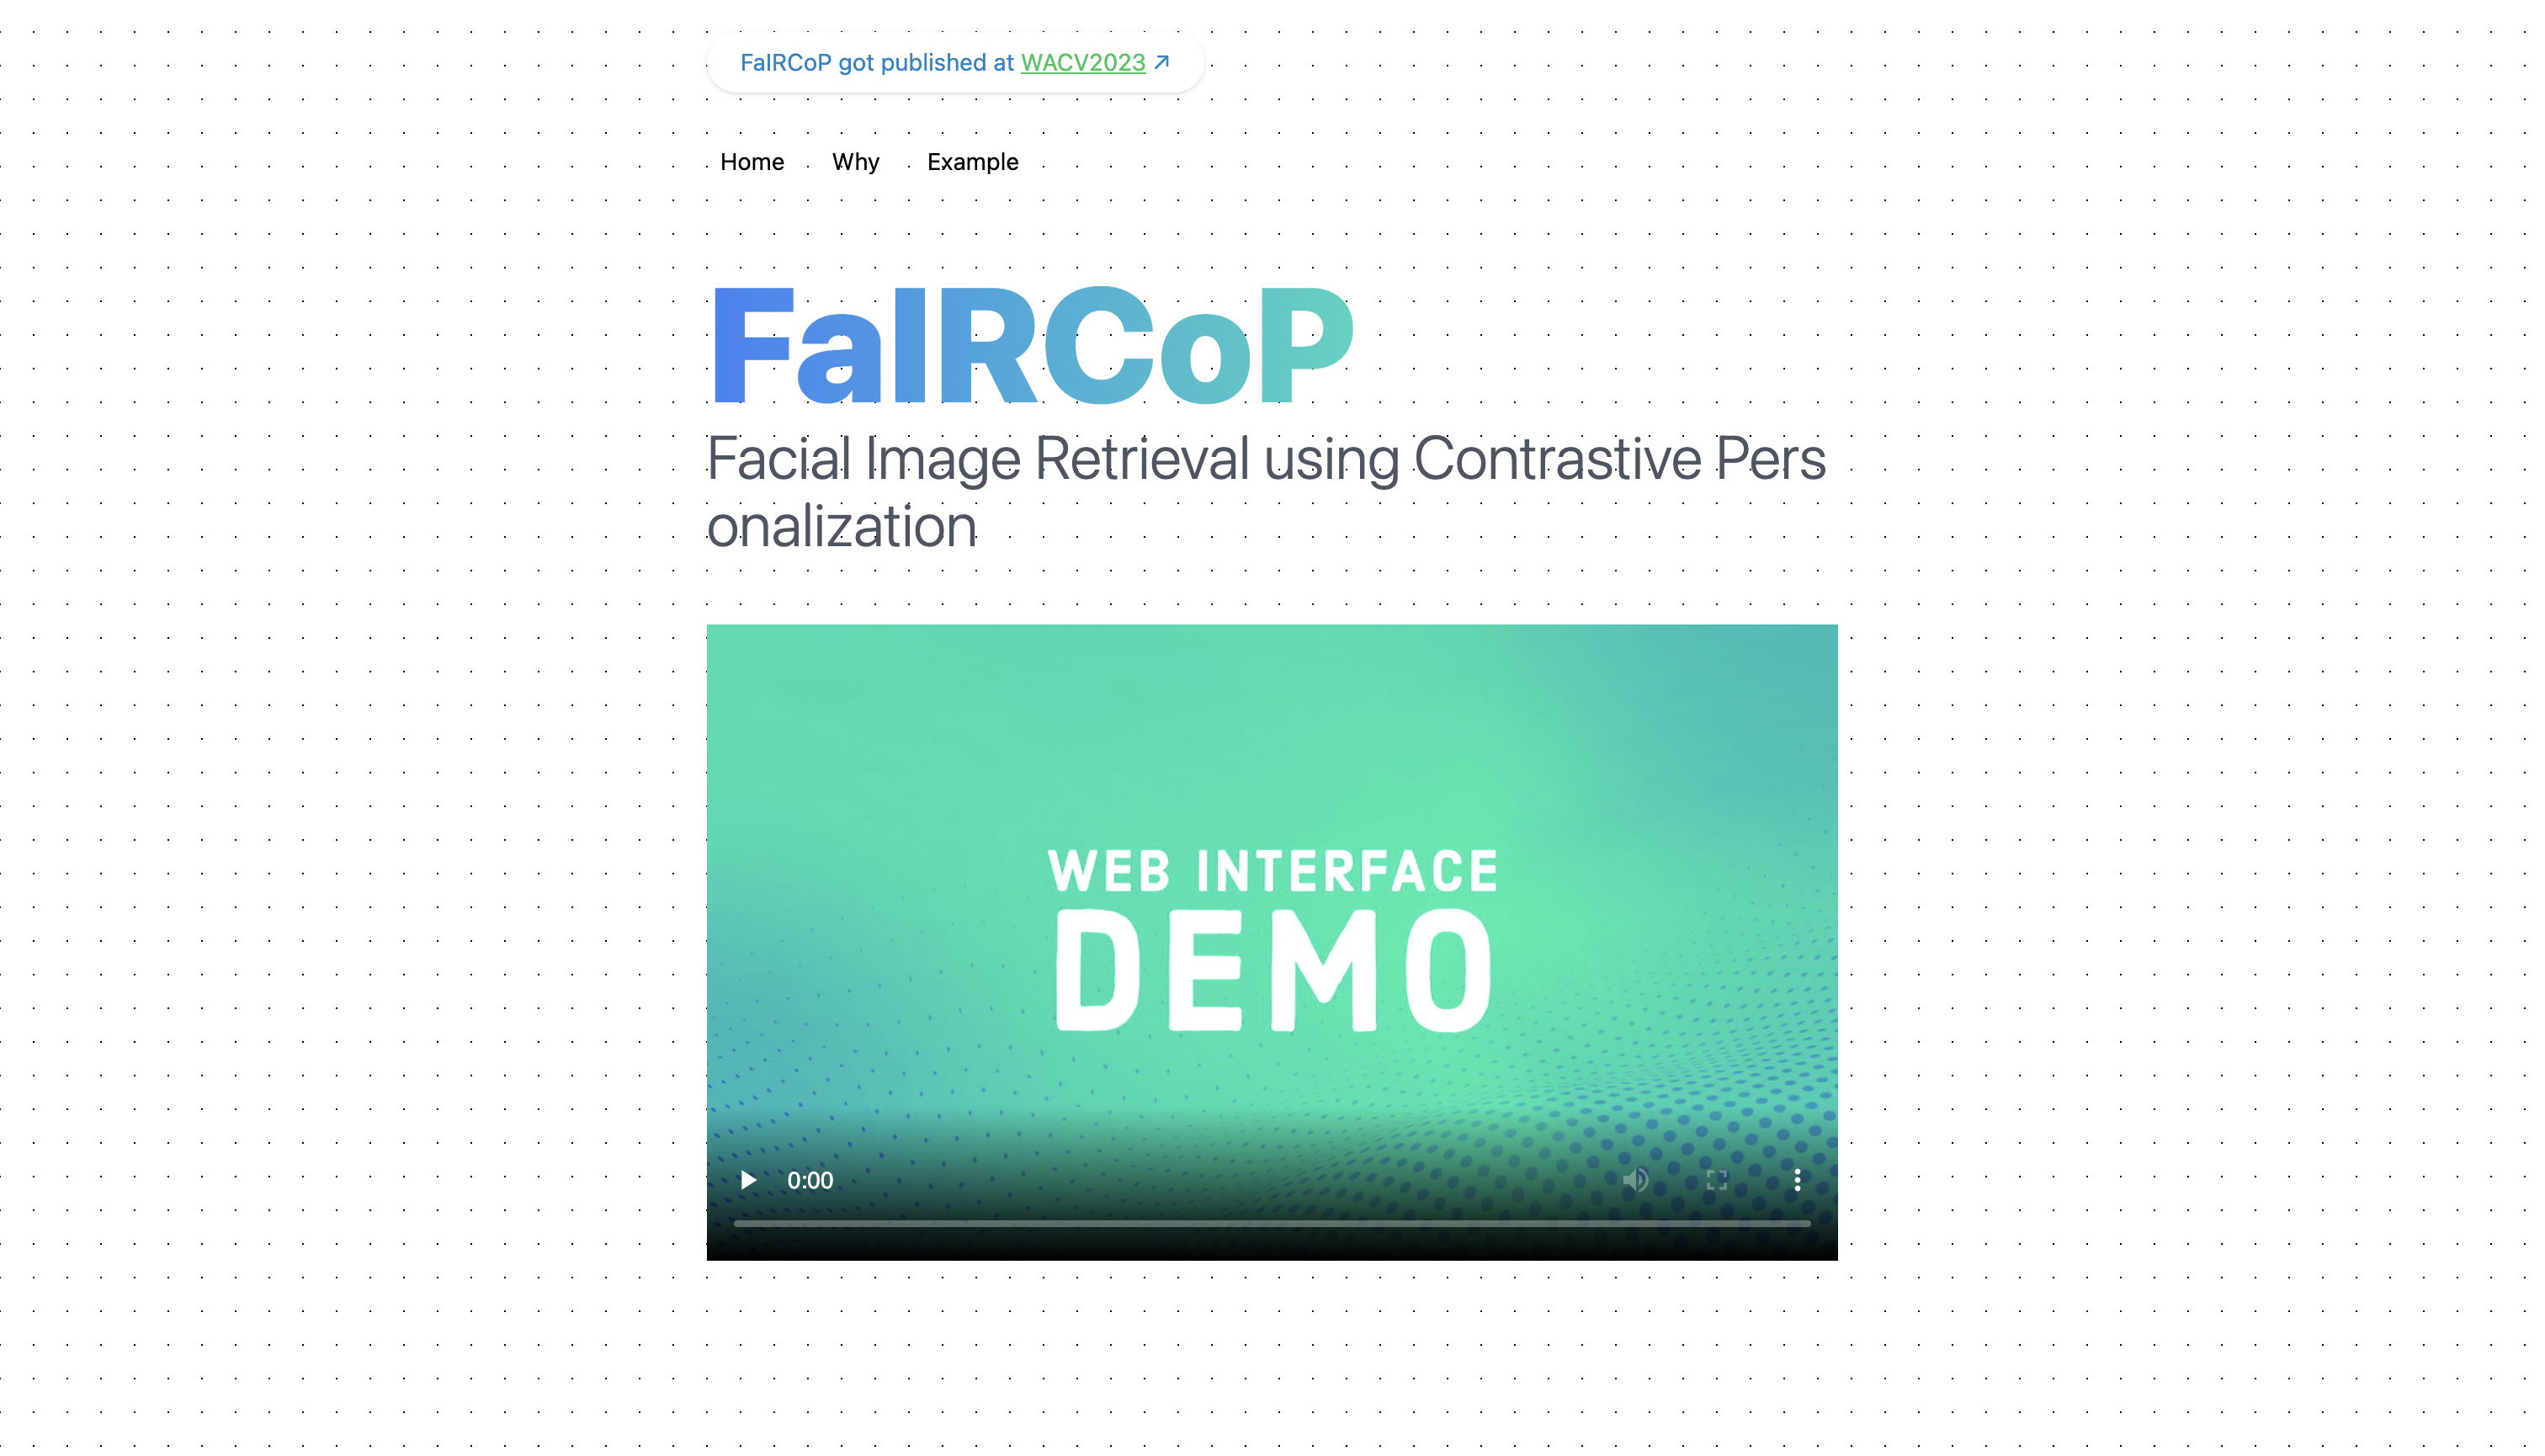 FaIRCoP got published at WACV2023 ↗
Home Why Example
FaIRCoP
Facial Image Retrieval using Contrastive Pers
onalization
WEB INTERFACE
DEMO
0:00